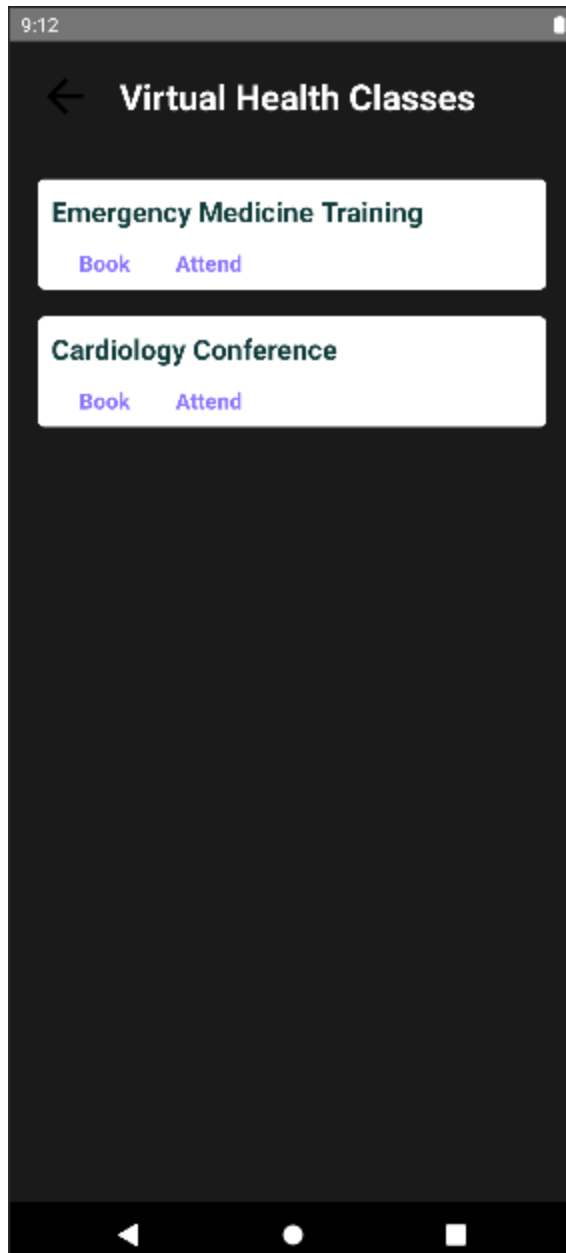 9:12
Virtual Health Classes
Emergency Medicine Training
Book Attend
Cardiology Conference
Book Attend